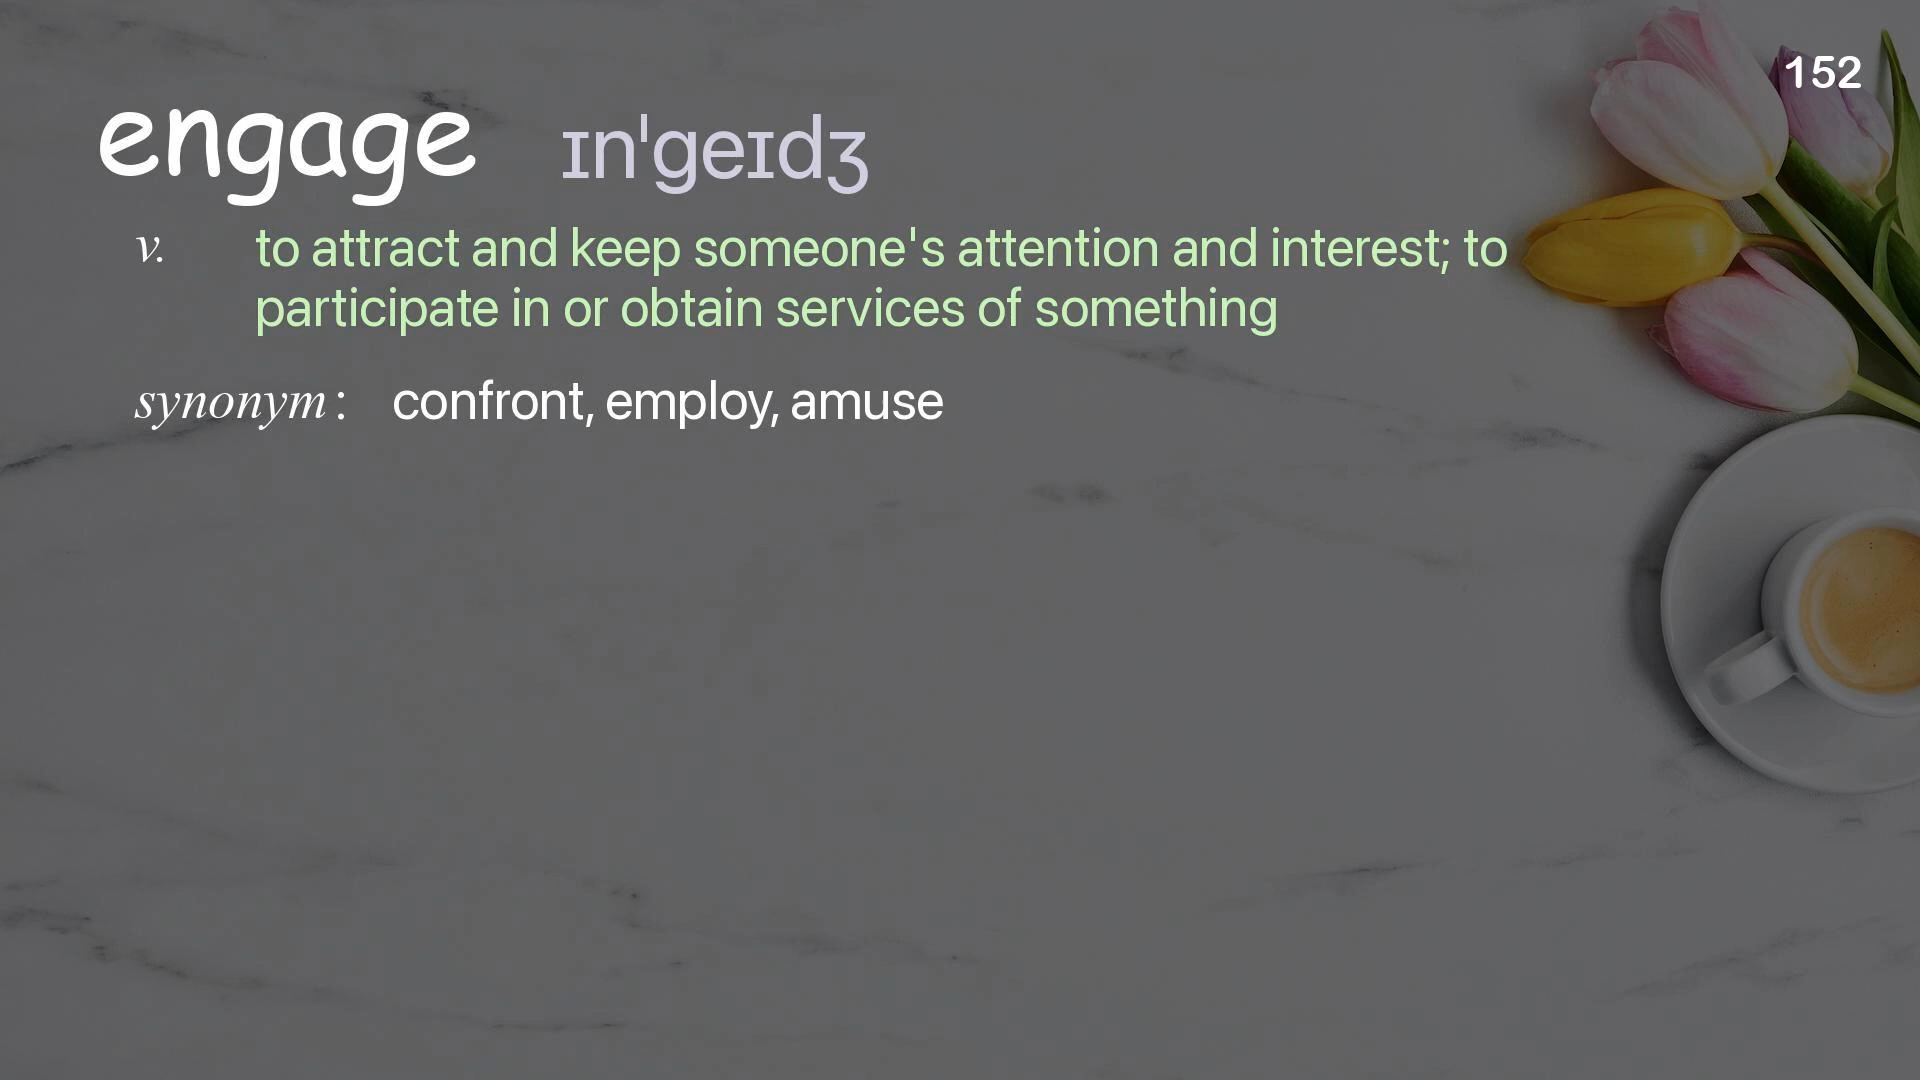 152
engage ɪnˈɡeɪdʒ
v. to attract and keep someone's attention and interest; to
participate in or obtain services of something
synonym: confront, employ, amuse